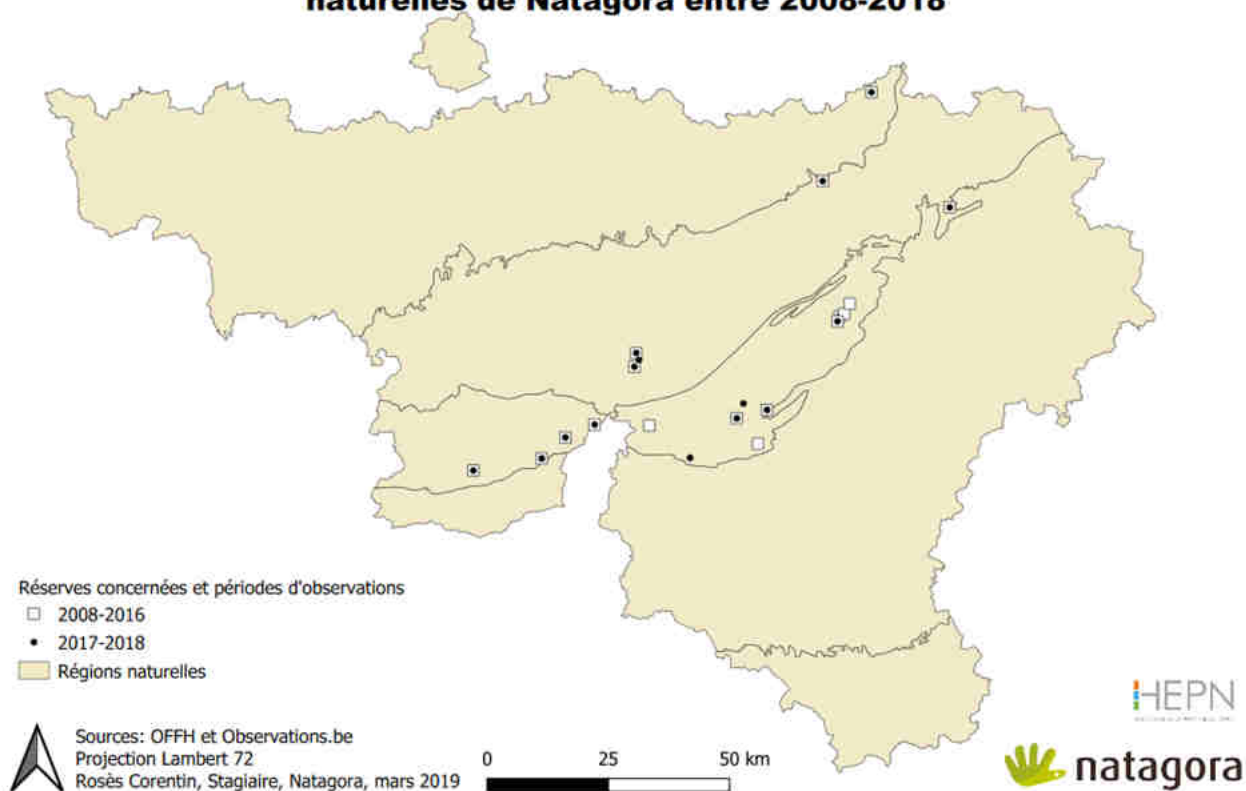 naturelles de Natagora entre 2008-2018
Réserves concernées et périodes d'observations
2008-2016
2017-2018
Régions naturelles
Sources: OFFH et Observations.be
Projection Lambert 72
Rosès Corentin, Stagiaire, Natagora, mars 2019
0 25 50 km
HEPN
natagora